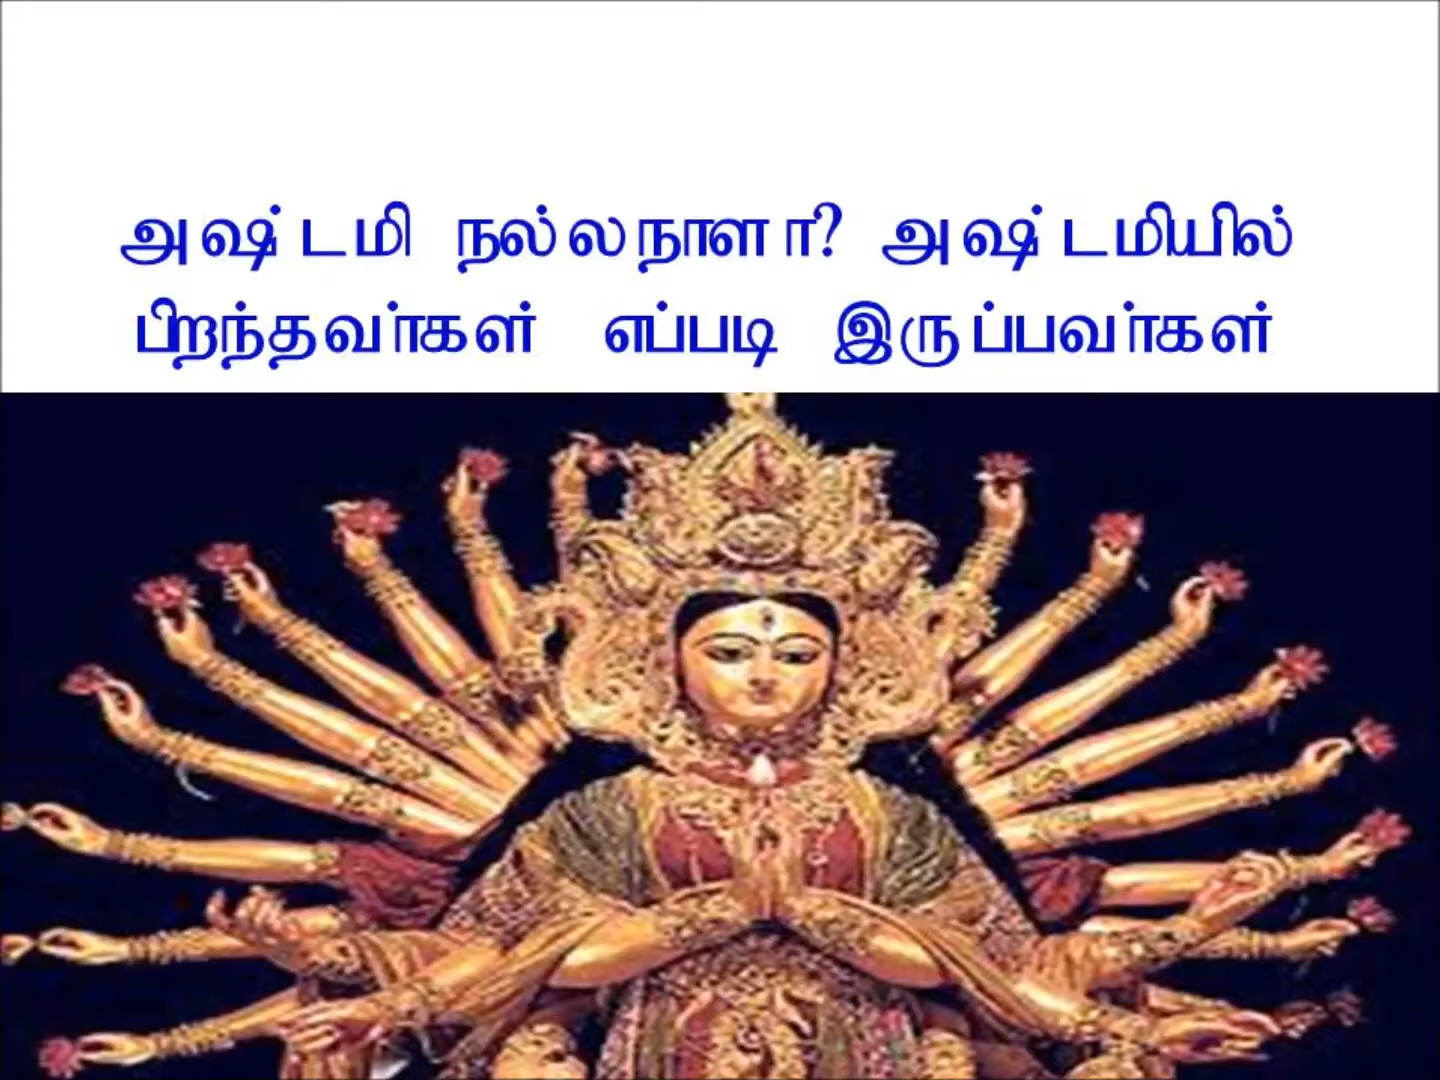 அஷ்டமி நல்லநாளா? அஷ்டமியில்
பிறந்தவர்கள் எப்படி இருப்பவர்கள்